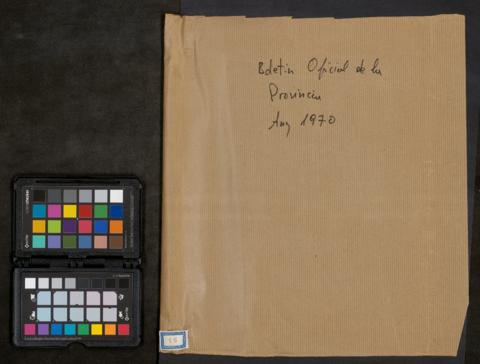 Boletin Oficial de la
Provincia
Any 1970